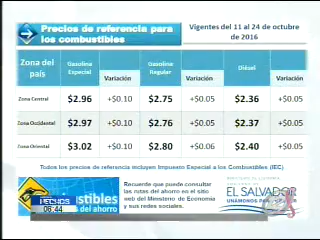 Precios de referencia para
los combustibles
Vigentes del 11 al 24 de octubre
de 2016
Zona del
país
Gasolina
Especial
Variación
Gasolina
Regular
Variación
Diésel
Variación
Zona Central
$2.96
+$0.10
$2.75
+$0.05
$2.36
+$0.05
Zona Occidental
$2.97
+$0.10
$2.76
+$0.05
$2.37
+$0.05
Zona Oriental
$3.02
+$0.10
$2.80
+$0.06
$2.40
+$0.05
Todos los precios de referencia incluyen Impuesto Especial a los Combustibles (IEC)
Recuerde que puede consultar
las rutas del ahorro en el sitio
web del Ministerio de Economía
y sus redes sociales.
EL SALVADOR
UNÁMONOS PARA
HECHOS
06:44
del ahorro